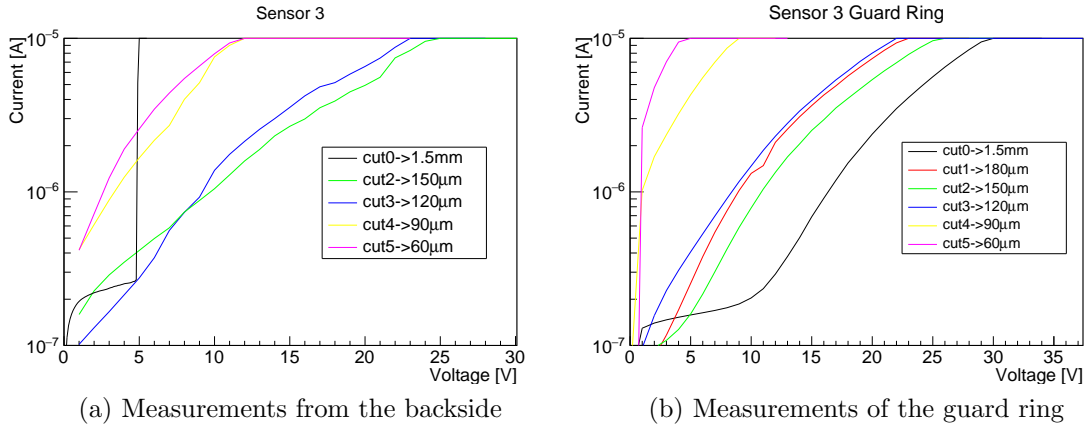 Sensor 3
Current [A]
10⁻⁵
10⁻⁶
10⁻⁷
cut0->1.5mm
cut2->150μm
cut3->120μm
cut4->90μm
cut5->60μm
0 5 10 15 20 25 30
Voltage [V]
(a) Measurements from the backside
Sensor 3 Guard Ring
Current [A]
10⁻⁵
10⁻⁶
10⁻⁷
cut0->1.5mm
cut1->180μm
cut2->150μm
cut3->120μm
cut4->90μm
cut5->60μm
0 5 10 15 20 25 30 35
Voltage [V]
(b) Measurements of the guard ring